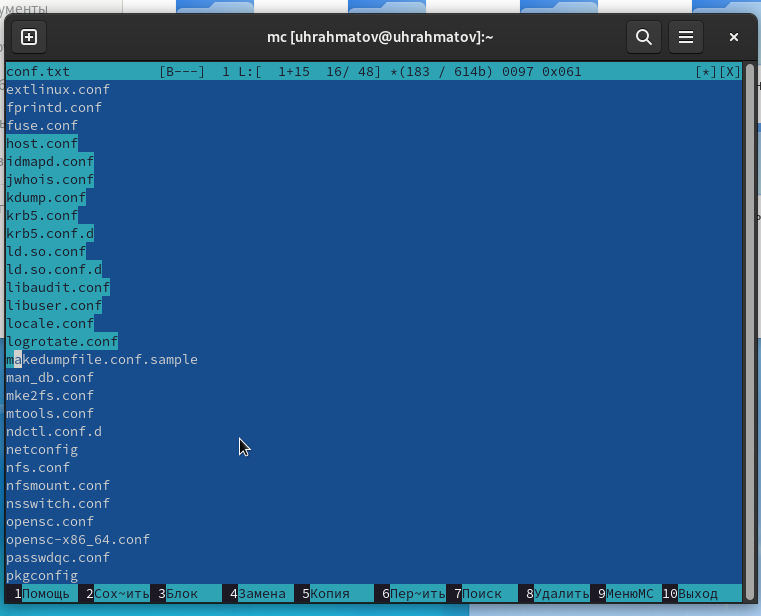 ументы
mc [uhrahmatov@uhrahmatov]:~
conf.txt [B---] 1 L:[ 1+15 16/ 48] *(183 / 614b) 0097 0x061 [*][X]
extlinux.conf
fprintd.conf
fuse.conf
host.conf
idmapd.conf
jwhois.conf
kdump.conf
krb5.conf
krb5.conf.d
ld.so.conf
ld.so.conf.d
libaudit.conf
libuser.conf
locale.conf
logrotate.conf
makedumpfile.conf.sample
man_db.conf
mke2fs.conf
mtools.conf
ndctl.conf.d
netconfig
nfs.conf
nfsmount.conf
nsswitch.conf
opensc.conf
opensc-x86_64.conf
passwdqc.conf
pkgconfig
1Помощь 2Сох~ить 3Блок 4Замена 5Копия 6Пер~ить 7Поиск 8Удалить 9МенюMC 10Выход